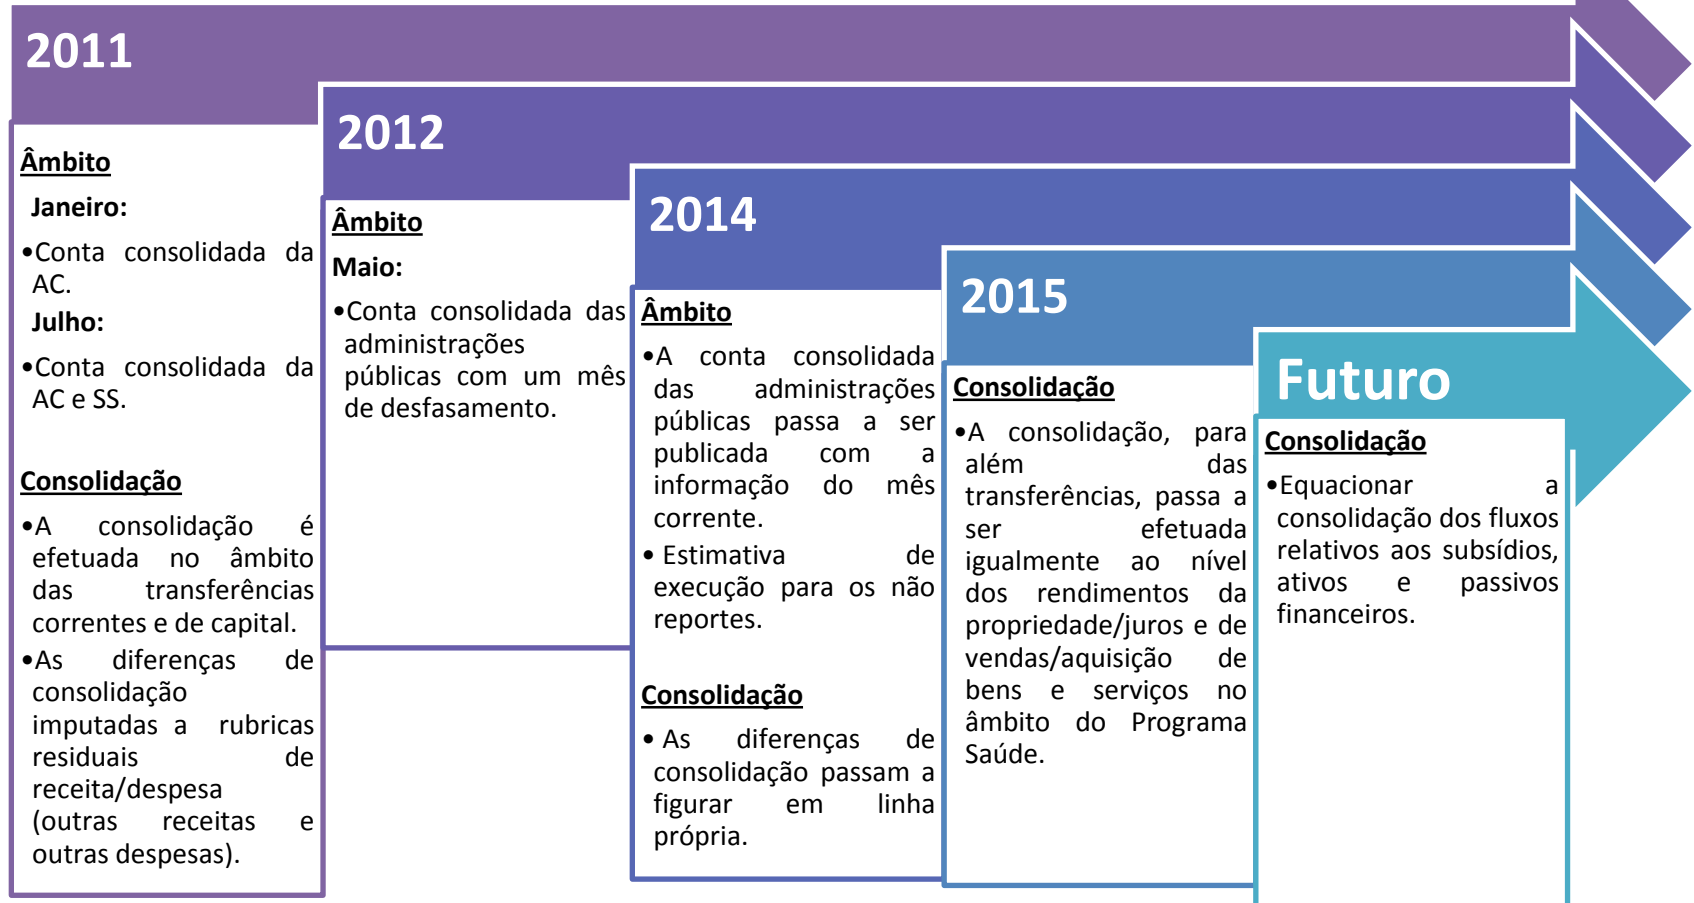 2011
Âmbito
Janeiro:
•Conta consolidada da
AC.
Julho:
•Conta consolidada da
AC e SS.
Consolidação
•A consolidação é
efetuada no âmbito
das transferências
correntes e de capital.
•As diferenças de
consolidação
imputadas a rubricas
residuais de
receita/despesa
(outras receitas e
outras despesas).
2012
Âmbito
Maio:
•Conta consolidada das
administrações
públicas com um mês
de desfasamento.
2014
Âmbito
•A conta consolidada
das administrações
públicas passa a ser
publicada com a
informação do mês
corrente.
• Estimativa de
execução para os não
reportes.
Consolidação
• As diferenças de
consolidação passam a
figurar em linha
própria.
2015
Consolidação
•A consolidação, para
além das
transferências, passa a
ser efetuada
igualmente ao nível
dos rendimentos da
propriedade/juros e de
vendas/aquisição de
bens e serviços no
âmbito do Programa
Saúde.
Futuro
Consolidação
•Equacionar a
consolidação dos fluxos
relativos aos subsídios,
ativos e passivos
financeiros.